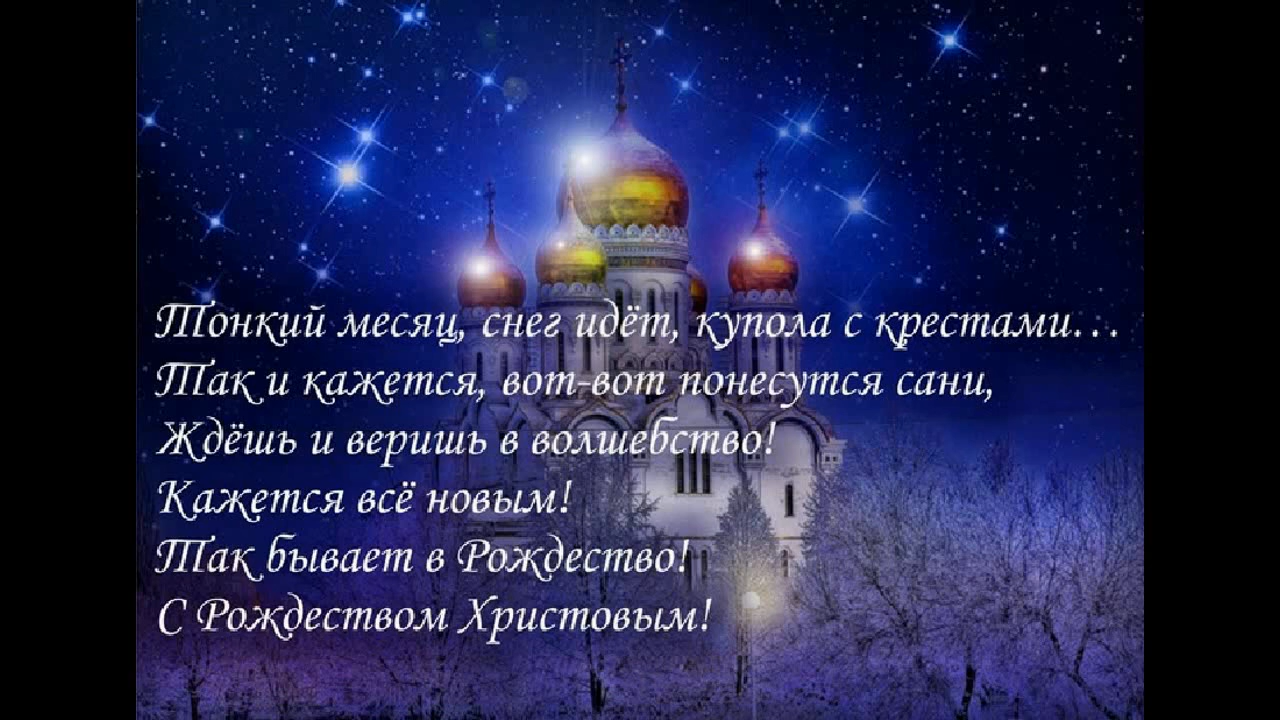 Тонкий месяц, снег идёт, купола с крестами...
Так и кажется, вот-вот понесутся сани,
Ждёшь и веришь в волшебство!
Кажется всё новым!
Так бывает в Рождество!
С Рождеством Христовым!